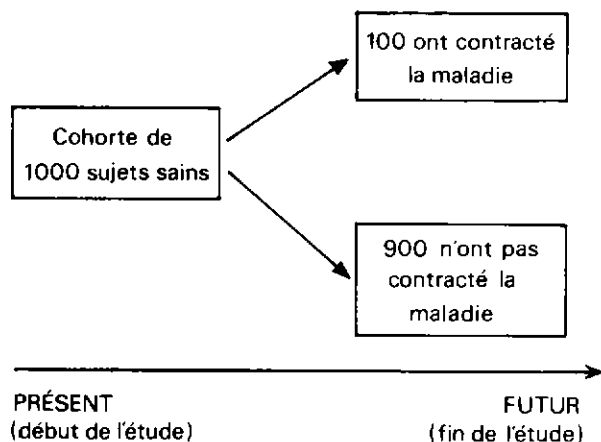 100 ont contracté
la maladie
Cohorte de
1000 sujets sains
900 n'ont pas
contracté la
maladie
PRÉSENT
(début de l'étude)
FUTUR
(fin de l'étude)